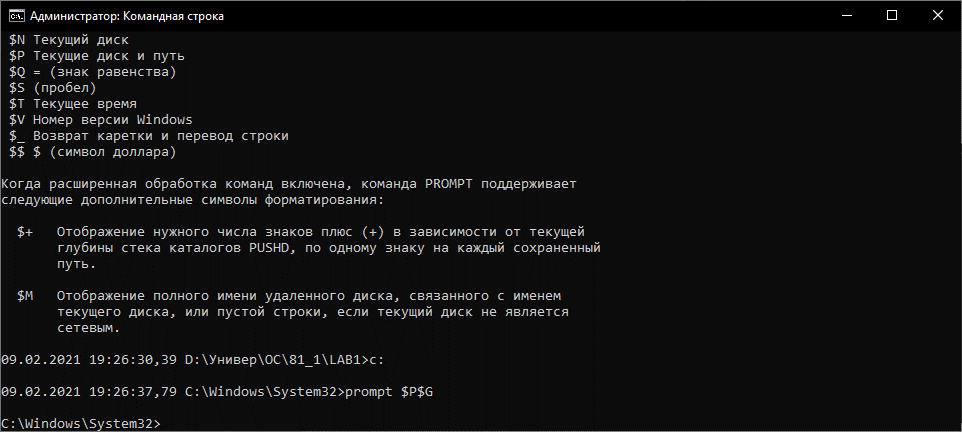 Администратор: Командная строка
$N Текущий диск
$P Текущие диск и путь
$Q = (знак равенства)
$S (пробел)
$T Текущее время
$V Номер версии Windows
$_ Возврат каретки и перевод строки
$$ $ (символ доллара)
Когда расширенная обработка команд включена, команда PROMPT поддерживает
следующие дополнительные символы форматирования:
$+ Отображение нужного числа знаков плюс (+) в зависимости от текущей
глубины стека каталогов PUSHD, по одному знаку на каждый сохраненный
путь.
$M Отображение полного имени удаленного диска, связанного с именем
текущего диска, или пустой строки, если текущий диск не является
сетевым.
09.02.2021 19:26:30,39 D:\Универ\ОС\81_1\LAB1>c:
09.02.2021 19:26:37,79 C:\Windows\System32>prompt $P$G
C:\Windows\System32>